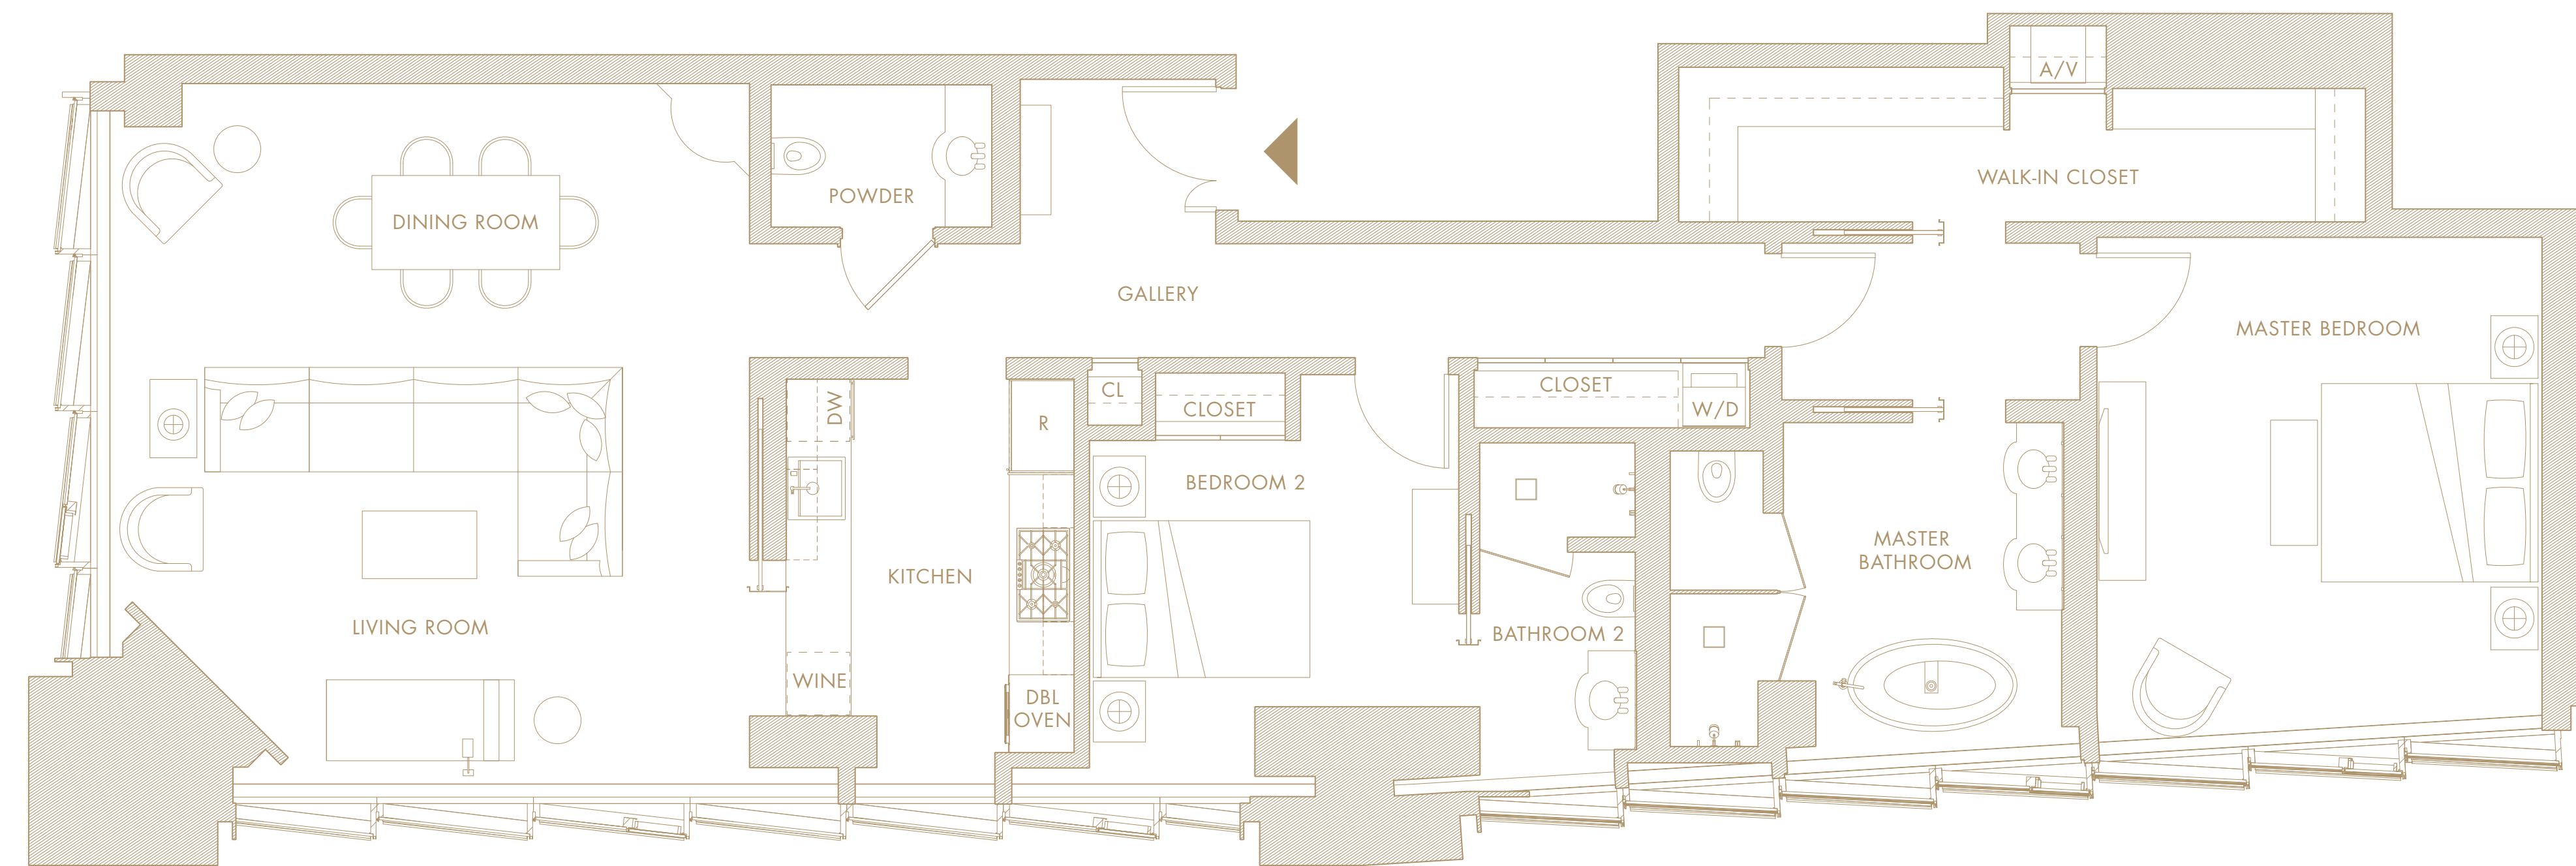 A/V
WALK-IN CLOSET
POWDER
DINING ROOM
GALLERY
MASTER BEDROOM
CL
CLOSET
CLOSET
W/D
DW
R
BEDROOM 2
MASTER
BATHROOM
KITCHEN
LIVING ROOM
BATHROOM 2
WINE
DBL
OVEN